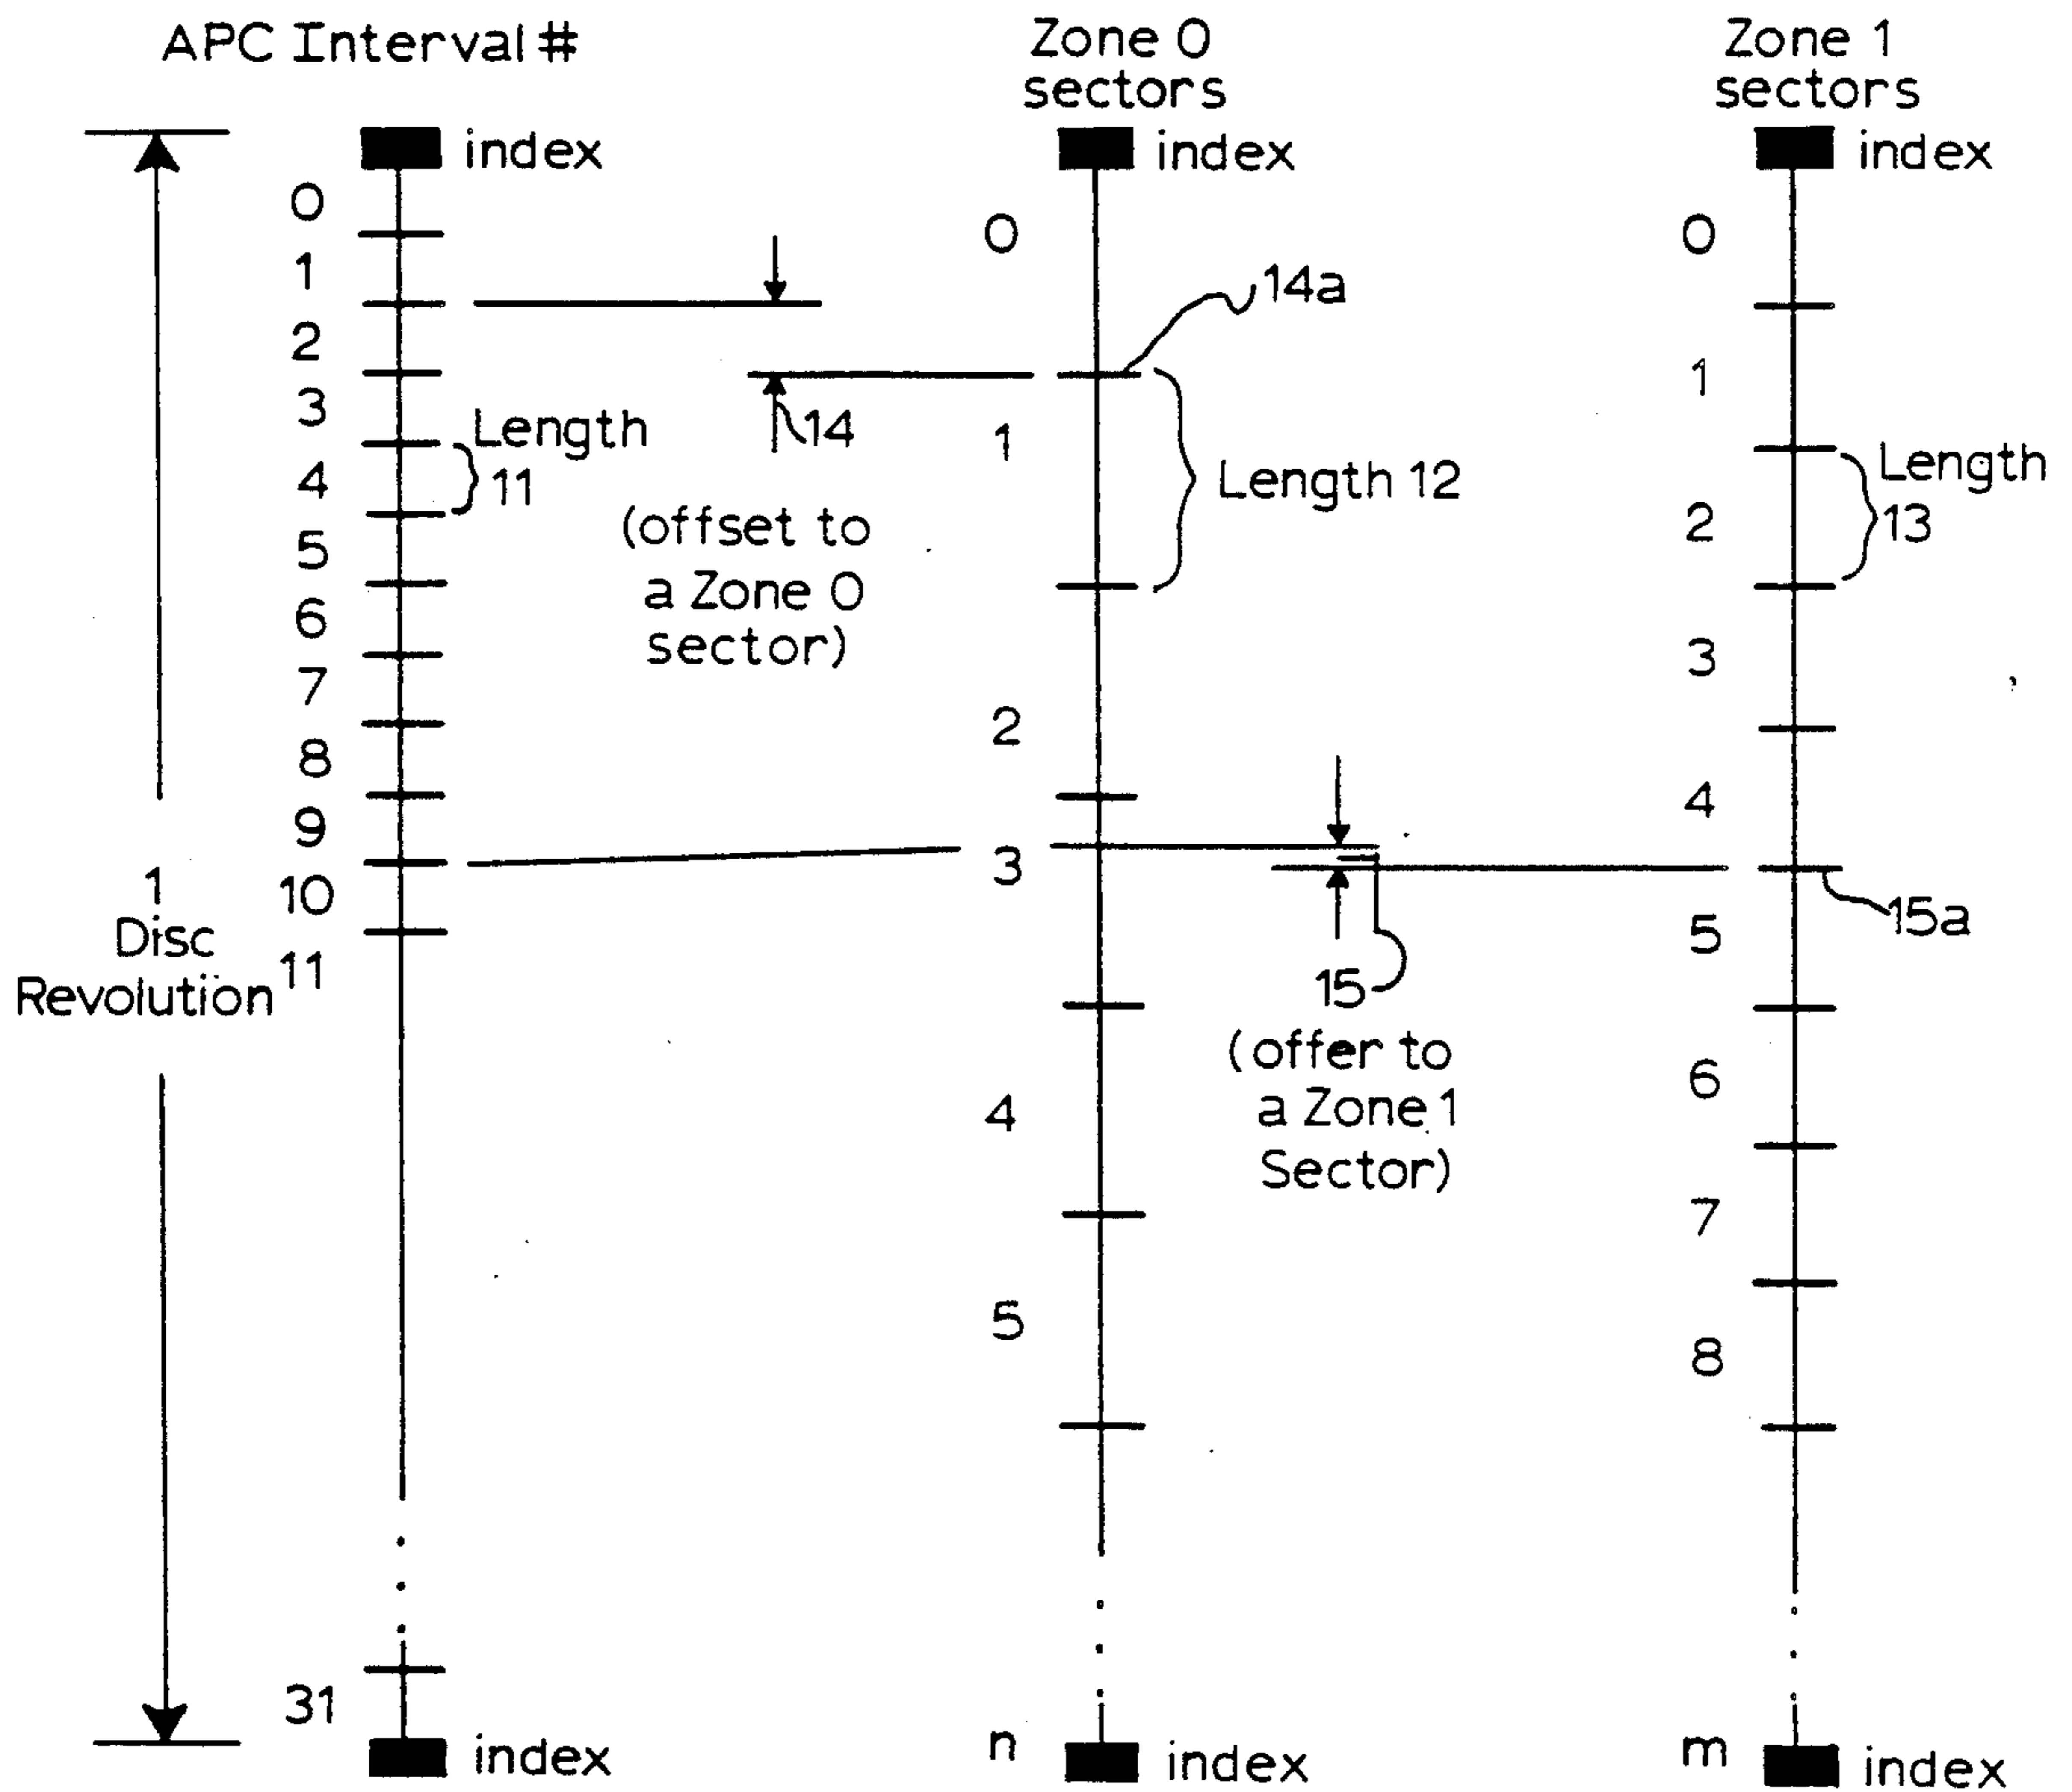 APC Interval #
index
0
1
2
3
4
5
6
7
8
9
10
11
31
index
1
Disc
Revolution
Length
11
14
(offset to
a Zone 0
sector)
Zone 0
sectors
index
0
1
2
3
4
5
n
index
14a
Length 12
15
(offer to
a Zone 1
Sector)
Zone 1
sectors
index
0
1
2
3
4
5
6
7
8
m
index
Length
13
15a